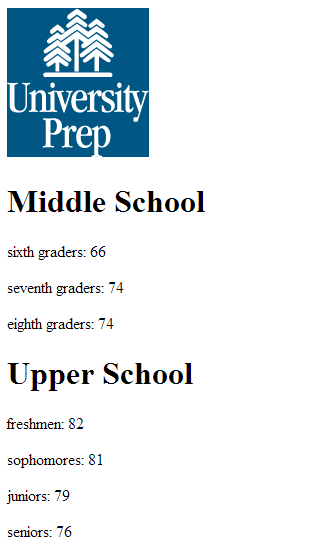 University
Prep
Middle School
sixth graders: 66
seventh graders: 74
eighth graders: 74
Upper School
freshmen: 82
sophomores: 81
juniors: 79
seniors: 76